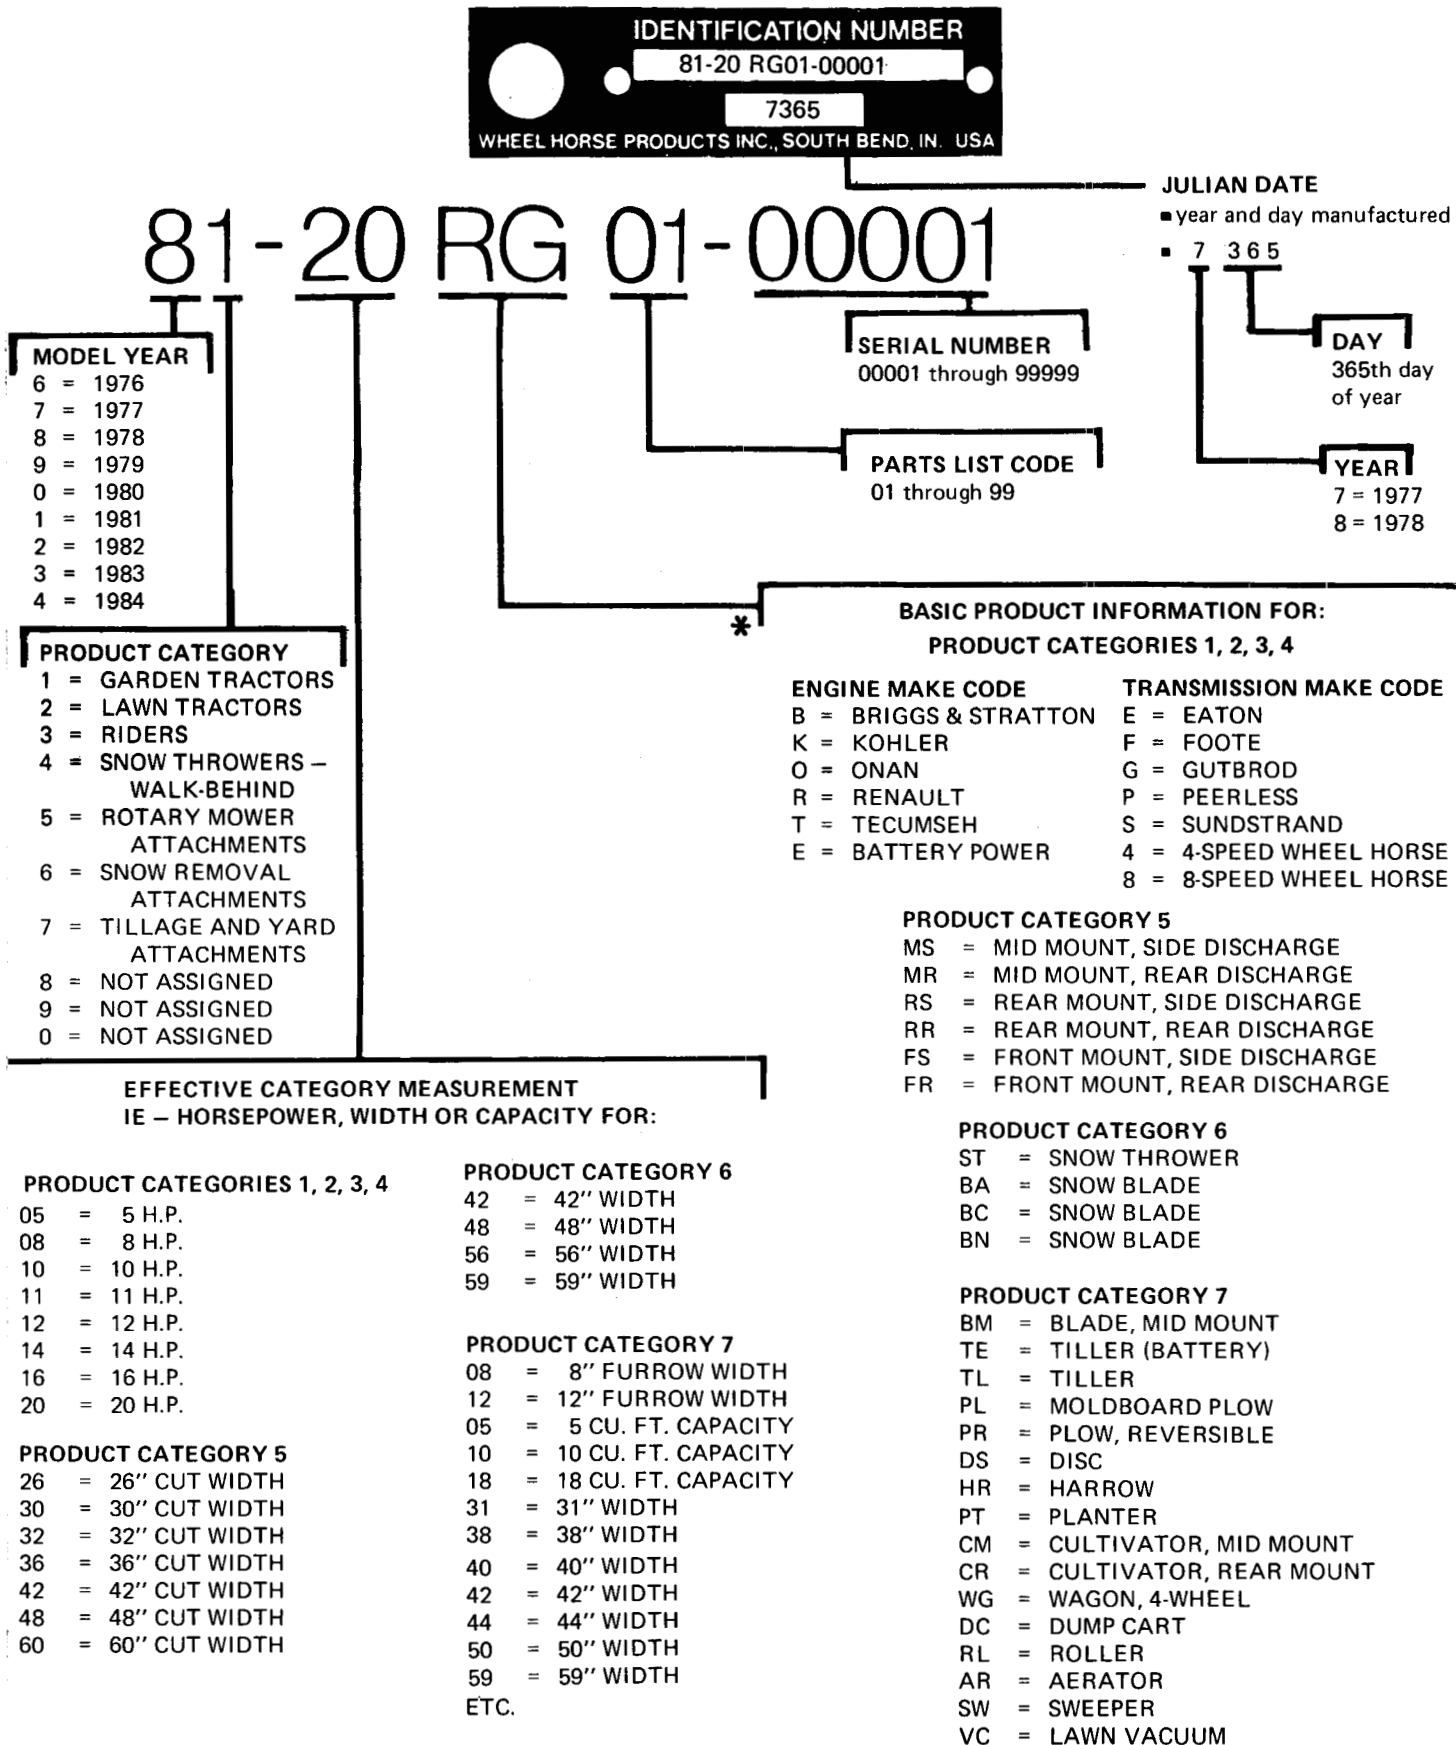 IDENTIFICATION NUMBER
81-20 RG01-00001
7365
WHEEL HORSE PRODUCTS INC., SOUTH BEND, IN. USA
JULIAN DATE
▪ year and day manufactured
▪ 7 365
81-20 RG 01-00001
DAY
365th day
of year
YEAR
7 = 1977
8 = 1978
SERIAL NUMBER
00001 through 99999
PARTS LIST CODE
01 through 99
MODEL YEAR
6 = 1976
7 = 1977
8 = 1978
9 = 1979
0 = 1980
1 = 1981
2 = 1982
3 = 1983
4 = 1984
PRODUCT CATEGORY
1 = GARDEN TRACTORS
2 = LAWN TRACTORS
3 = RIDERS
4 = SNOW THROWERS –
WALK-BEHIND
5 = ROTARY MOWER
ATTACHMENTS
6 = SNOW REMOVAL
ATTACHMENTS
7 = TILLAGE AND YARD
ATTACHMENTS
8 = NOT ASSIGNED
9 = NOT ASSIGNED
0 = NOT ASSIGNED
*
BASIC PRODUCT INFORMATION FOR:
PRODUCT CATEGORIES 1, 2, 3, 4
ENGINE MAKE CODE
B = BRIGGS & STRATTON
K = KOHLER
O = ONAN
R = RENAULT
T = TECUMSEH
E = BATTERY POWER
TRANSMISSION MAKE CODE
E = EATON
F = FOOTE
G = GUTBROD
P = PEERLESS
S = SUNDSTRAND
4 = 4-SPEED WHEEL HORSE
8 = 8-SPEED WHEEL HORSE
PRODUCT CATEGORY 5
MS = MID MOUNT, SIDE DISCHARGE
MR = MID MOUNT, REAR DISCHARGE
RS = REAR MOUNT, SIDE DISCHARGE
RR = REAR MOUNT, REAR DISCHARGE
FS = FRONT MOUNT, SIDE DISCHARGE
FR = FRONT MOUNT, REAR DISCHARGE
PRODUCT CATEGORY 6
ST = SNOW THROWER
BA = SNOW BLADE
BC = SNOW BLADE
BN = SNOW BLADE
PRODUCT CATEGORY 7
BM = BLADE, MID MOUNT
TE = TILLER (BATTERY)
TL = TILLER
PL = MOLDBOARD PLOW
PR = PLOW, REVERSIBLE
DS = DISC
HR = HARROW
PT = PLANTER
CM = CULTIVATOR, MID MOUNT
CR = CULTIVATOR, REAR MOUNT
WG = WAGON, 4-WHEEL
DC = DUMP CART
RL = ROLLER
AR = AERATOR
SW = SWEEPER
VC = LAWN VACUUM
EFFECTIVE CATEGORY MEASUREMENT
IE – HORSEPOWER, WIDTH OR CAPACITY FOR:
PRODUCT CATEGORIES 1, 2, 3, 4
05 = 5 H.P.
08 = 8 H.P.
10 = 10 H.P.
11 = 11 H.P.
12 = 12 H.P.
14 = 14 H.P.
16 = 16 H.P.
20 = 20 H.P.
PRODUCT CATEGORY 5
26 = 26" CUT WIDTH
30 = 30" CUT WIDTH
32 = 32" CUT WIDTH
36 = 36" CUT WIDTH
42 = 42" CUT WIDTH
48 = 48" CUT WIDTH
60 = 60" CUT WIDTH
PRODUCT CATEGORY 6
42 = 42" WIDTH
48 = 48" WIDTH
56 = 56" WIDTH
59 = 59" WIDTH
PRODUCT CATEGORY 7
08 = 8" FURROW WIDTH
12 = 12" FURROW WIDTH
05 = 5 CU. FT. CAPACITY
10 = 10 CU. FT. CAPACITY
18 = 18 CU. FT. CAPACITY
31 = 31" WIDTH
38 = 38" WIDTH
40 = 40" WIDTH
42 = 42" WIDTH
44 = 44" WIDTH
50 = 50" WIDTH
59 = 59" WIDTH
ETC.